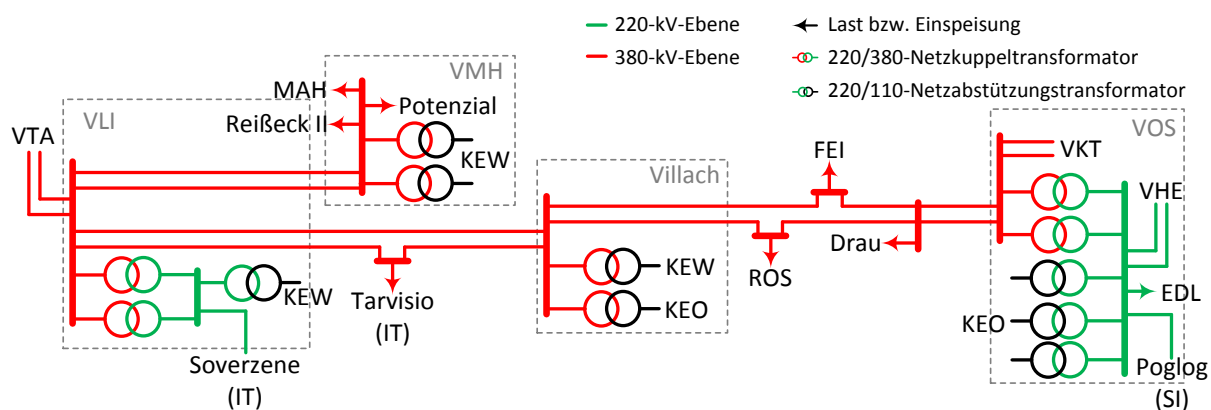 220-kV-Ebene
380-kV-Ebene
Last bzw. Einspeisung
220/380-Netzkuppeltransformator
220/110-Netzabstützungstransformator
VTA
VLI
VMH
MAH
Potenzial
Reißeck II
KEW
KEW
Soverzene
(IT)
Tarvisio
(IT)
Villach
KEW
KEO
FEI
ROS
Drau
VOS
VKT
VHE
EDL
KEO
Poglog
(SI)